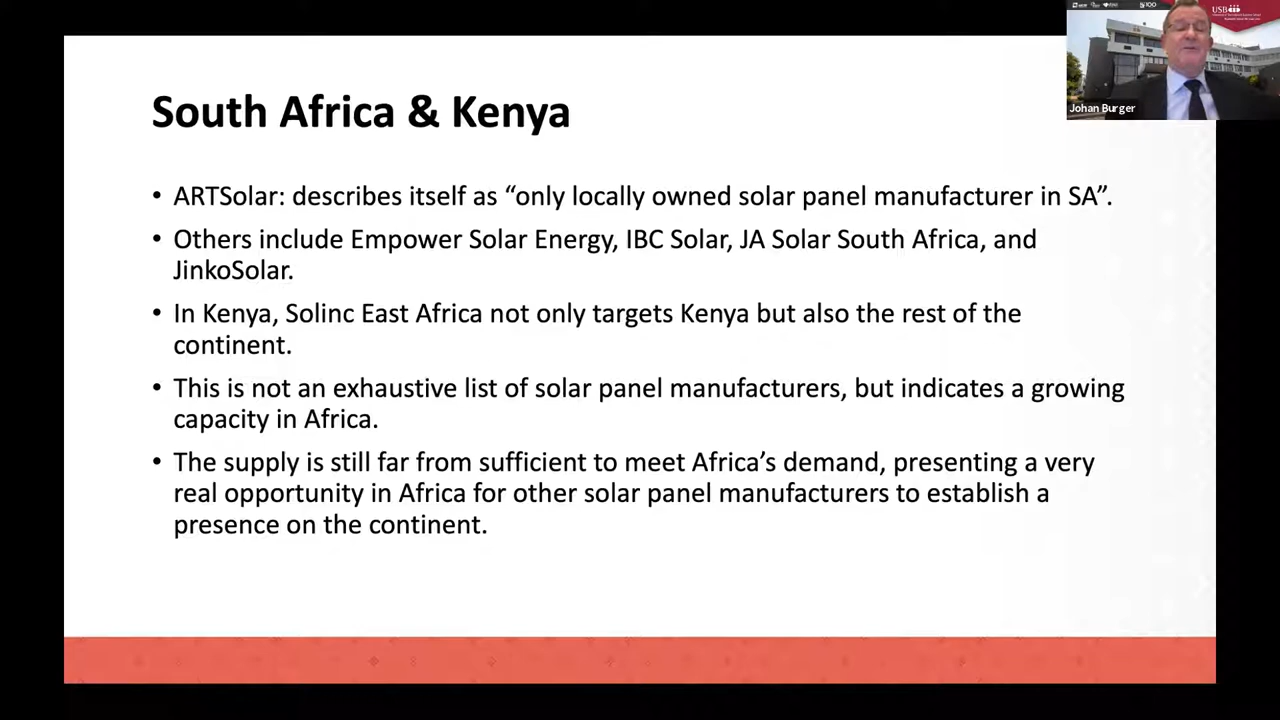 USB
Johan Burger
South Africa & Kenya
• ARTSolar: describes itself as “only locally owned solar panel manufacturer in SA”.
• Others include Empower Solar Energy, IBC Solar, JA Solar South Africa, and
JinkoSolar.
• In Kenya, Solinc East Africa not only targets Kenya but also the rest of the
continent.
• This is not an exhaustive list of solar panel manufacturers, but indicates a growing
capacity in Africa.
• The supply is still far from sufficient to meet Africa’s demand, presenting a very
real opportunity in Africa for other solar panel manufacturers to establish a
presence on the continent.